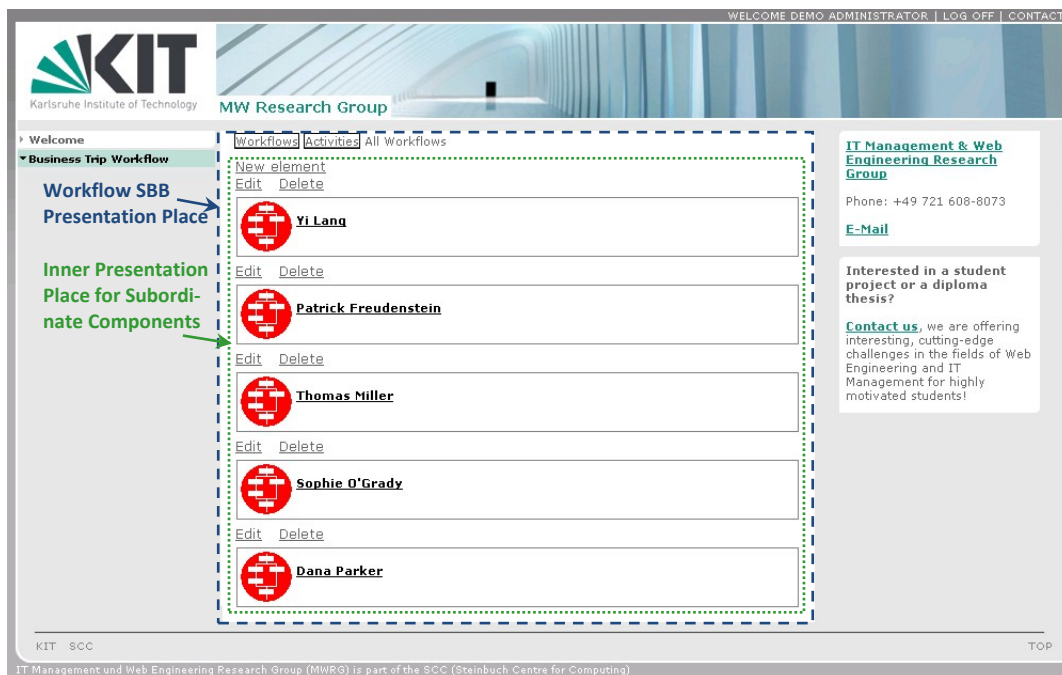 WELCOME DEMO ADMINISTRATOR | LOG OFF | CONTACT
KIT
Karlsruhe Institute of Technology
MW Research Group
Welcome
Business Trip Workflow
Workflow SBB
Presentation Place
Inner Presentation
Place for Subordi-
nate Components
Workflows Activities All Workflows
New element
Edit Delete
Yi Lang
Edit Delete
Patrick Freudenstein
Edit Delete
Thomas Miller
Edit Delete
Sophie O'Grady
Edit Delete
Dana Parker
IT Management & Web
Engineering Research
Group
Phone: +49 721 608-8073
E-Mail
Interested in a student
project or a diploma
thesis?
Contact us, we are offering
interesting, cutting-edge
challenges in the fields of Web
Engineering and IT
Management for highly
motivated students!
KIT SCC
TOP
IT Management und Web Engineering Research Group (MWRG) is part of the SCC (Steinbuch Centre for Computing)